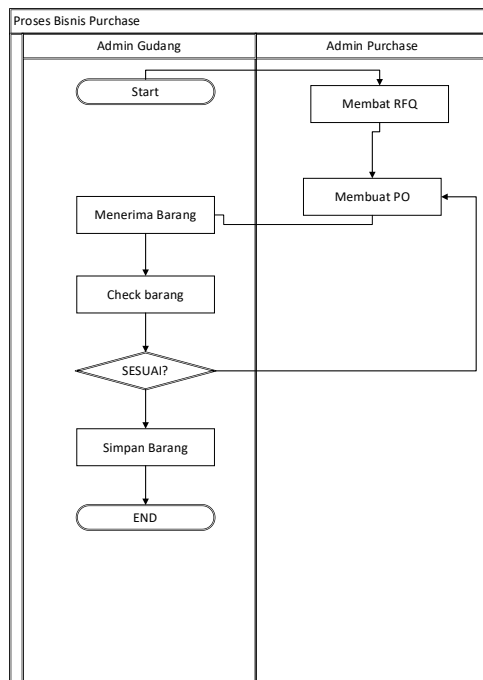 Proses Bisnis Purchase
Admin Gudang
Admin Purchase
Start
Membat RFQ
Membuat PO
Menerima Barang
Check barang
SESUAI?
Simpan Barang
END